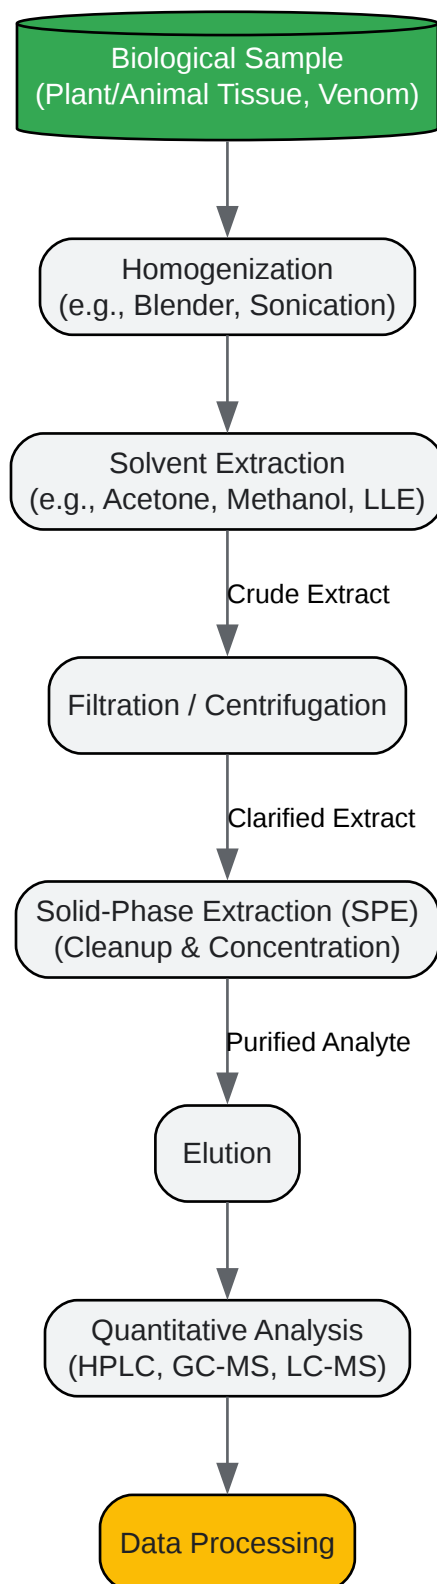 Biological Sample
(Plant/Animal Tissue, Venom)
Homogenization
(e.g., Blender, Sonication)
Solvent Extraction
(e.g., Acetone, Methanol, LLE)
Crude Extract
Filtration / Centrifugation
Clarified Extract
Solid-Phase Extraction (SPE)
(Cleanup & Concentration)
Purified Analyte
Elution
Quantitative Analysis
(HPLC, GC-MS, LC-MS)
Data Processing